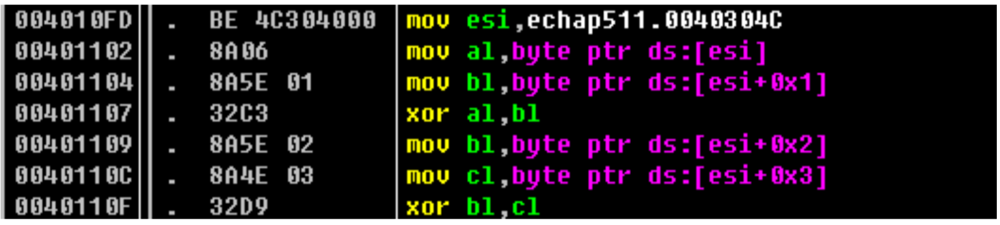 004010FD . BE 4C304000 mov esi,echap511.0040304C
00401102 . 8A06 mov al,byte ptr ds:[esi]
00401104 . 8A5E 01 mov bl,byte ptr ds:[esi+0x1]
00401107 . 32C3 xor al,bl
00401109 . 8A5E 02 mov bl,byte ptr ds:[esi+0x2]
0040110C . 8A4E 03 mov cl,byte ptr ds:[esi+0x3]
0040110F . 32D9 xor bl,cl